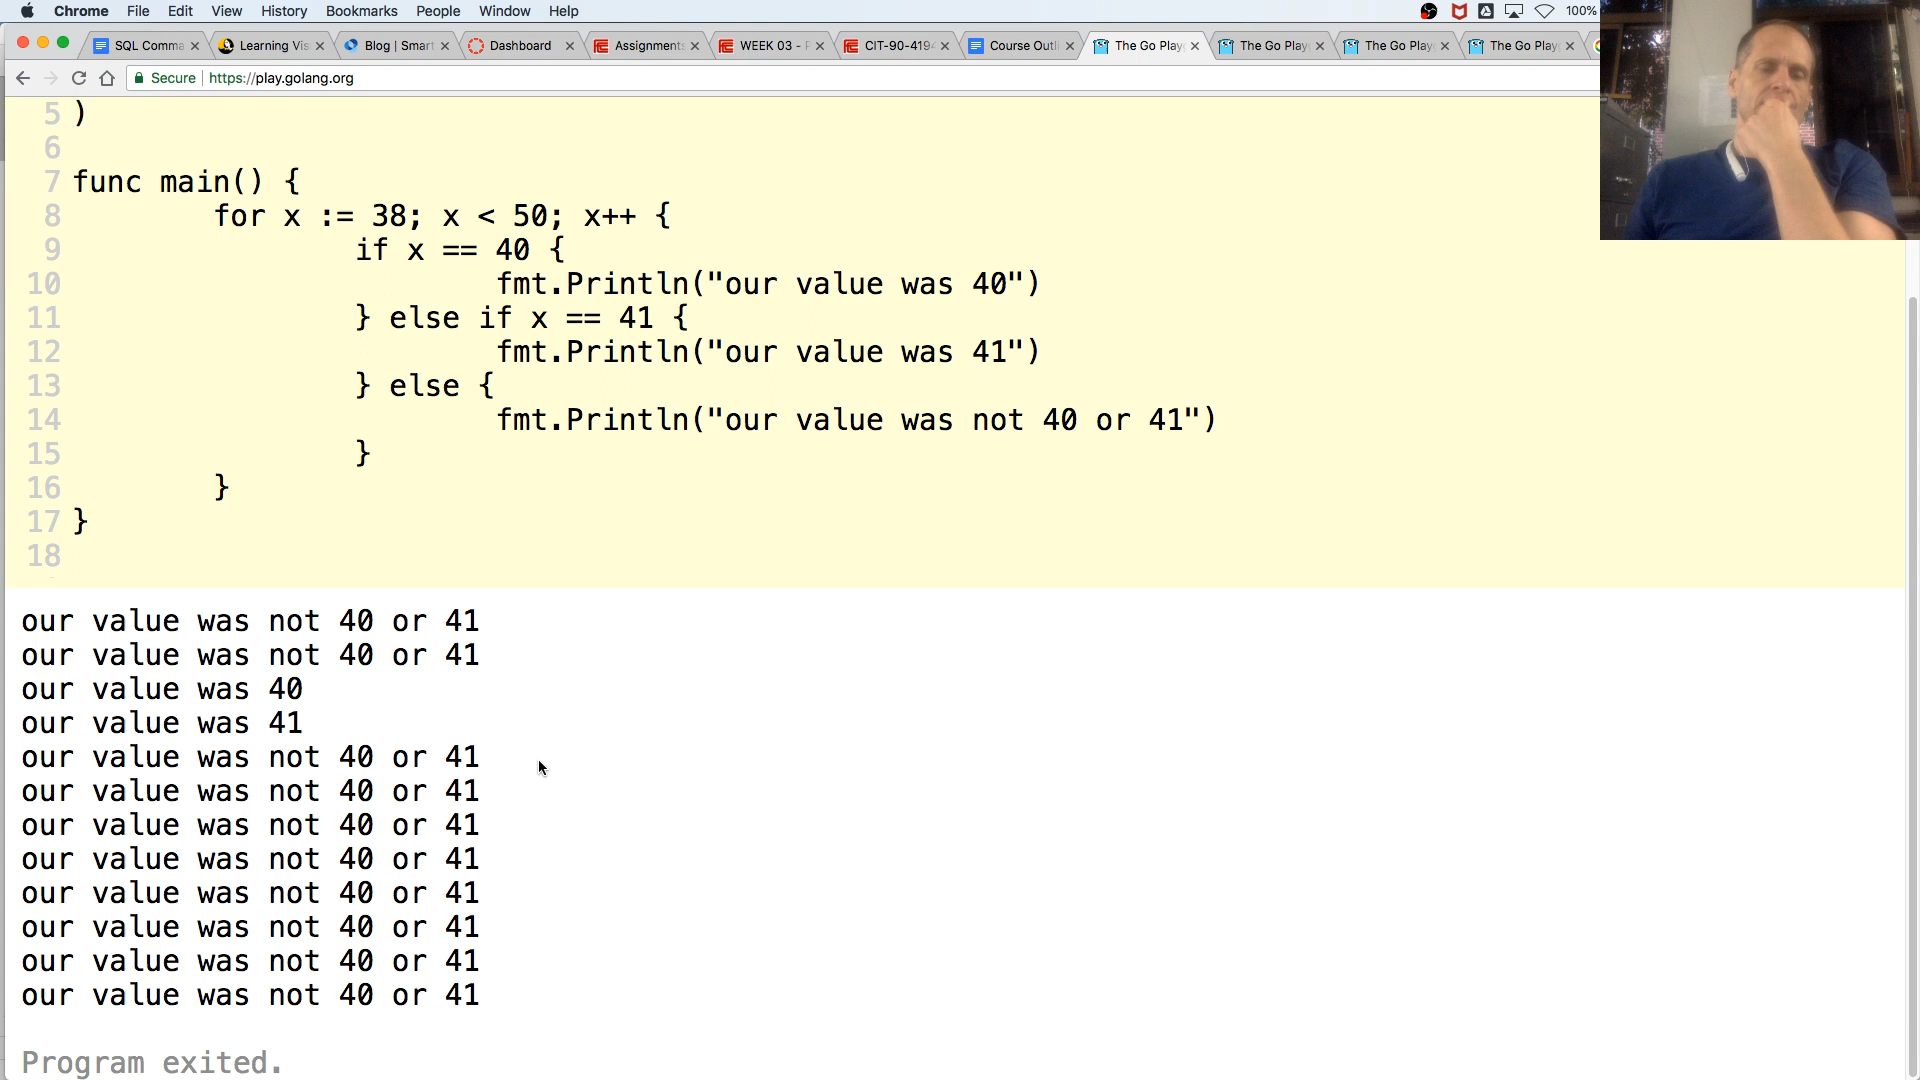 Chrome File Edit View History Bookmarks People Window Help 100%
SQL Comma Learning Vis Blog | Smar Dashboard Assignment WEEK 03 - F CIT-90-419 Course Outli The Go Play The Go Play The Go Play The Go Play
Secure https://play.golang.org
5 )
6
7 func main() {
8 for x := 38; x < 50; x++ {
9 if x == 40 {
10 fmt.Println("our value was 40")
11 } else if x == 41 {
12 fmt.Println("our value was 41")
13 } else {
14 fmt.Println("our value was not 40 or 41")
15 }
16 }
17 }
18
our value was not 40 or 41
our value was not 40 or 41
our value was 40
our value was 41
our value was not 40 or 41
our value was not 40 or 41
our value was not 40 or 41
our value was not 40 or 41
our value was not 40 or 41
our value was not 40 or 41
our value was not 40 or 41
our value was not 40 or 41
Program exited.